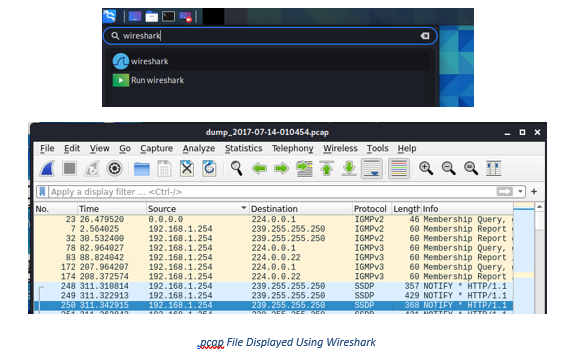 wireshark
wireshark
Run wireshark
dump_2017-07-14-010454.pcap
File Edit View Go Capture Analyze Statistics Telephony Wireless Tools Help
Apply a display filter ... <Ctrl-/>
No. Time Source Destination Protocol Length Info
23 26.479520 0.0.0.0 224.0.0.1 IGMPv2 46 Membership Query,
7 2.564025 192.168.1.254 239.255.255.250 IGMPv2 60 Membership Report
32 30.532400 192.168.1.254 239.255.255.250 IGMPv2 60 Membership Report
78 82.964027 192.168.1.254 224.0.0.1 IGMPv3 60 Membership Query,
83 88.824042 192.168.1.254 224.0.0.22 IGMPv3 60 Membership Report
172 207.964207 192.168.1.254 224.0.0.1 IGMPv3 60 Membership Query,
174 208.372574 192.168.1.254 224.0.0.22 IGMPv3 60 Membership Report
248 311.310814 192.168.1.254 239.255.255.250 SSDP 357 NOTIFY * HTTP/1.1
249 311.322913 192.168.1.254 239.255.255.250 SSDP 429 NOTIFY * HTTP/1.1
250 311.342915 192.168.1.254 239.255.255.250 SSDP 368 NOTIFY * HTTP/1.1
.pcap File Displayed Using Wireshark